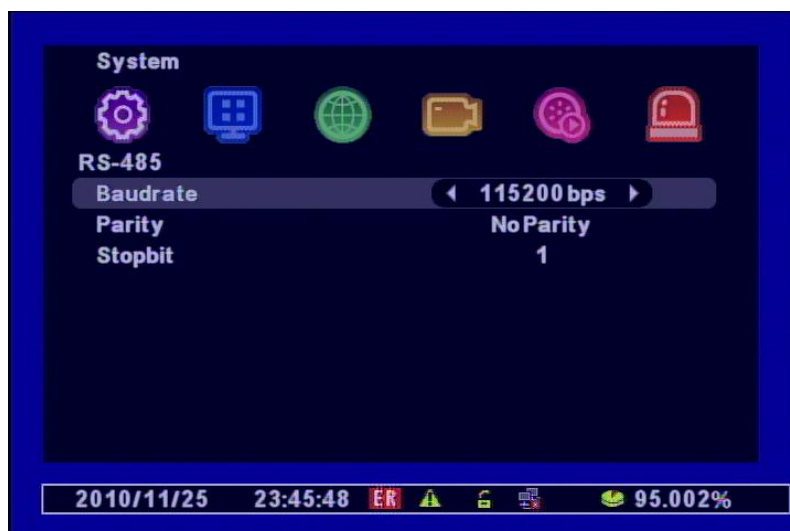 System
RS-485
Baudrate 115200 bps
Parity No Parity
Stopbit 1
2010/11/25 23:45:48 ER 95.002%